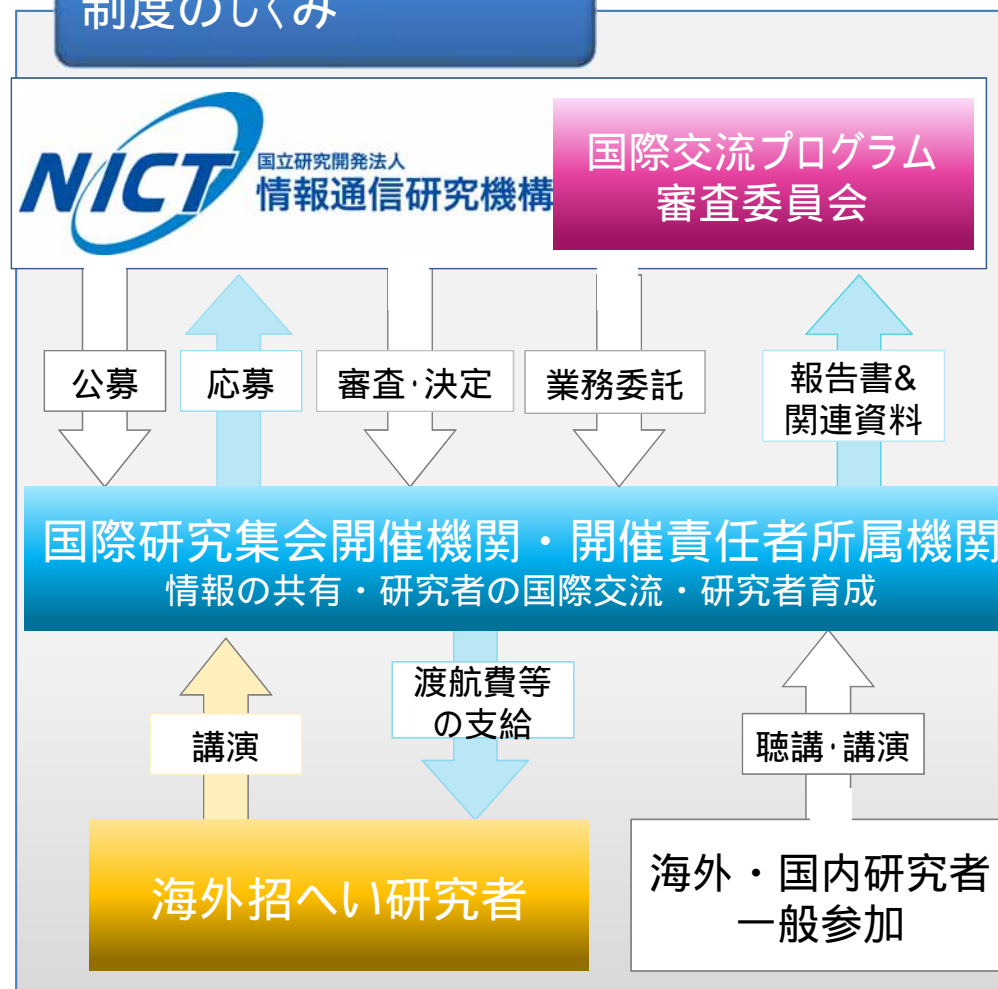 制度のしくみ
NICT
国立研究開発法人
情報通信研究機構
国際交流プログラム
審査委員会
公募
応募
審査・決定
業務委託
報告書&
関連資料
国際研究集会開催機関・開催責任者所属機関
情報の共有・研究者の国際交流・研究者育成
講演
渡航費等
の支給
聴講・講演
海外招へい研究者
海外・国内研究者
一般参加